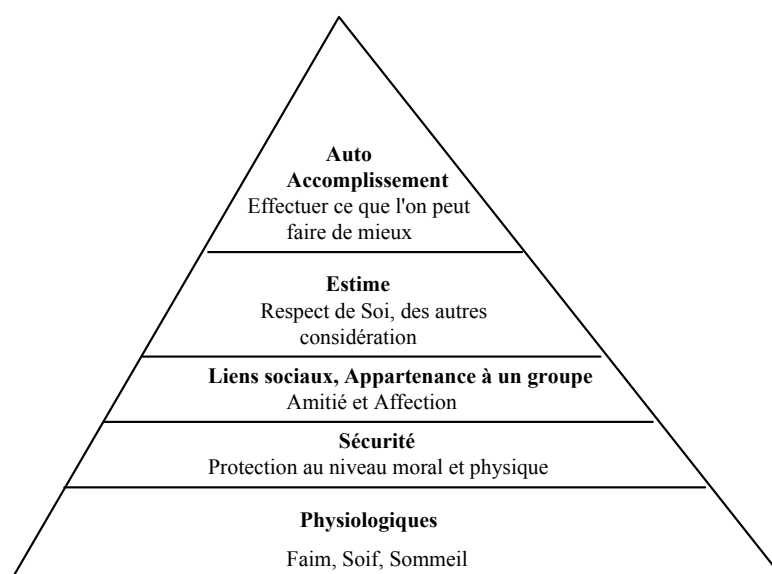 Auto
Accomplissement
Effectuer ce que l'on peut
faire de mieux
Estime
Respect de Soi, des autres
considération
Liens sociaux, Appartenance à un groupe
Amitié et Affection
Sécurité
Protection au niveau moral et physique
Physiologiques
Faim, Soif, Sommeil